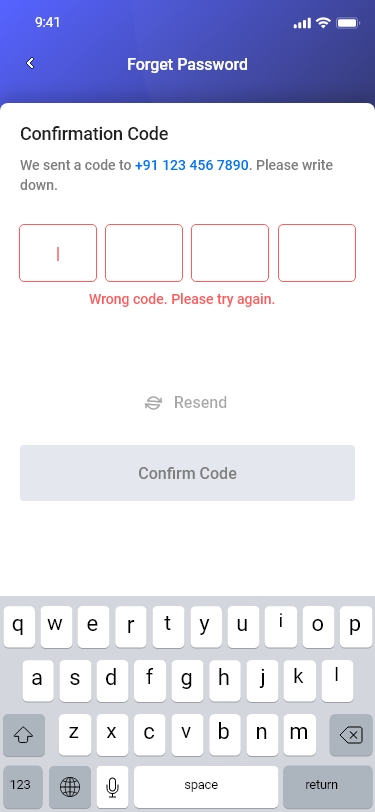 9:41
Forget Password
Confirmation Code
We sent a code to +91 123 456 7890. Please write
down.
Wrong code. Please try again.
Resend
Confirm Code
q w e r t y u i o p
a s d f g h j k l
z x c v b n m
123 space return